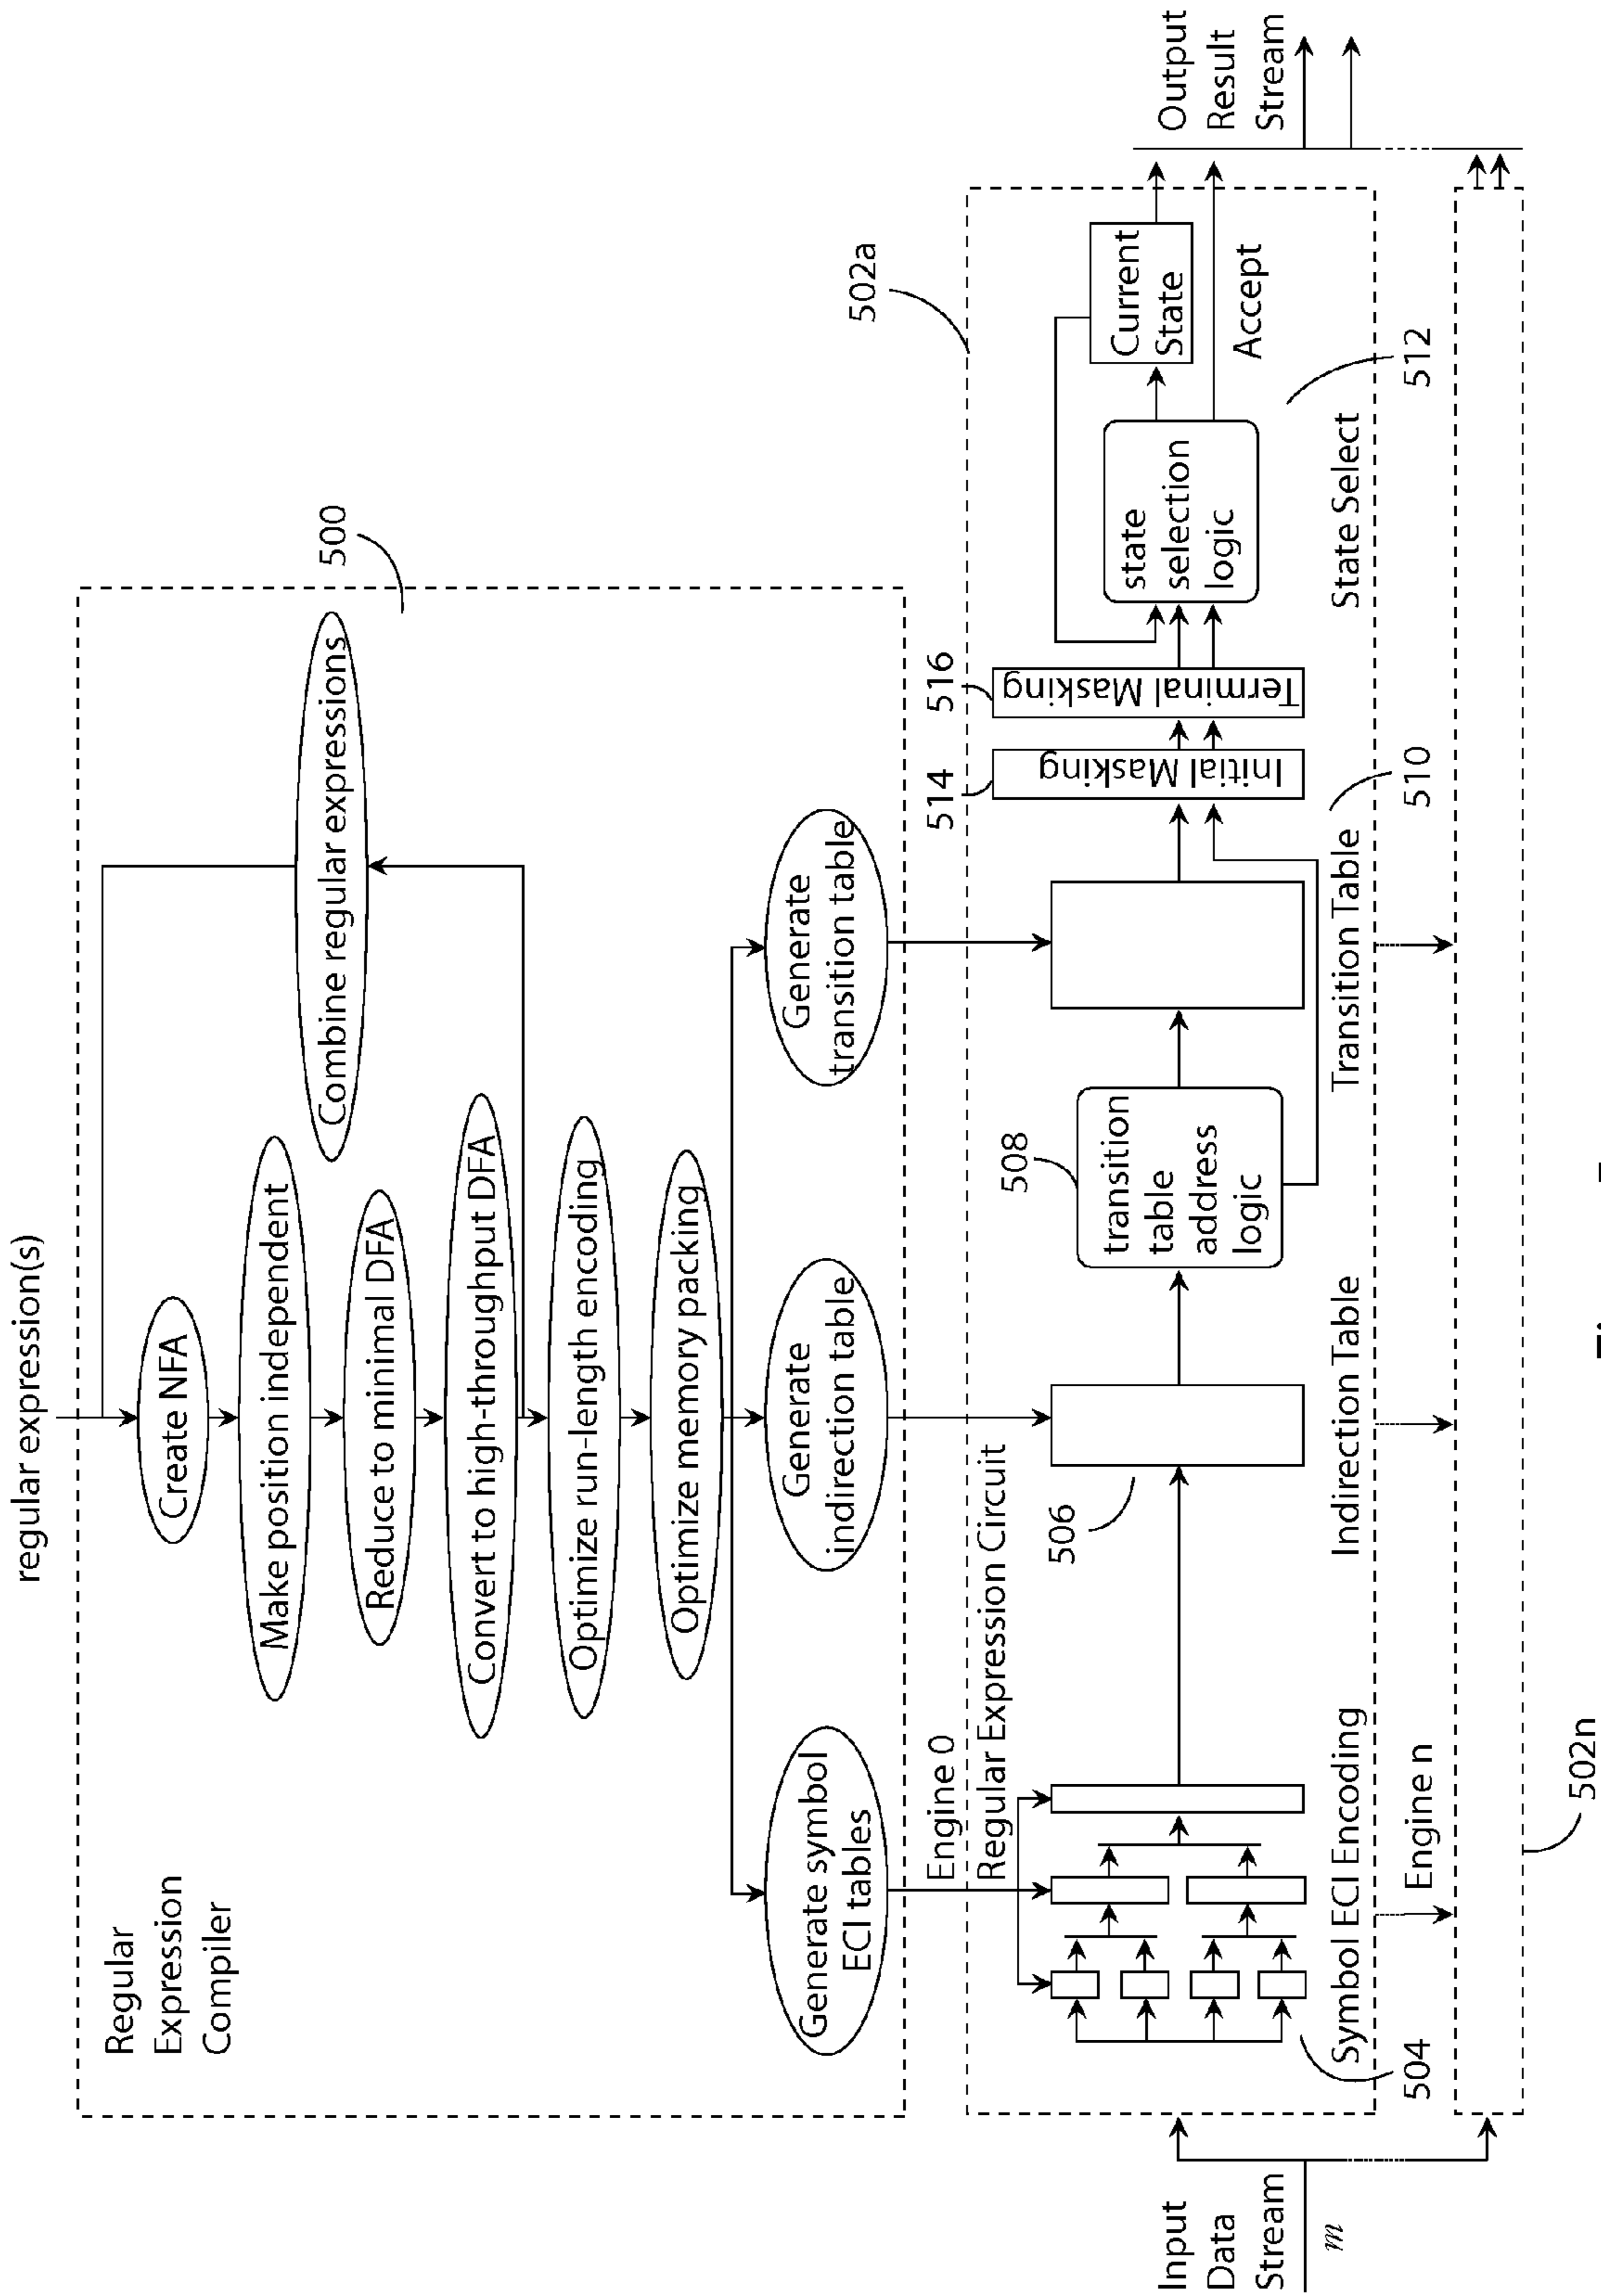 regular expression(s)
Regular
Expression
Compiler
500
Create NFA
Make position independent
Combine regular expressions
Reduce to minimal DFA
Convert to high-throughput DFA
Optimize run-length encoding
Optimize memory packing
Generate symbol
ECI tables
Generate
indirection table
Generate
transition table
Engine 0
Regular Expression Circuit
502a
Input
Data
Stream
m
504
Symbol ECI Encoding
506
Indirection Table
508
transition
table
address
logic
Transition Table
510
514
Initial Masking
516
Terminal Masking
state
selection
logic
State Select
512
Current
State
Accept
Output
Result
Stream
Engine n
502n